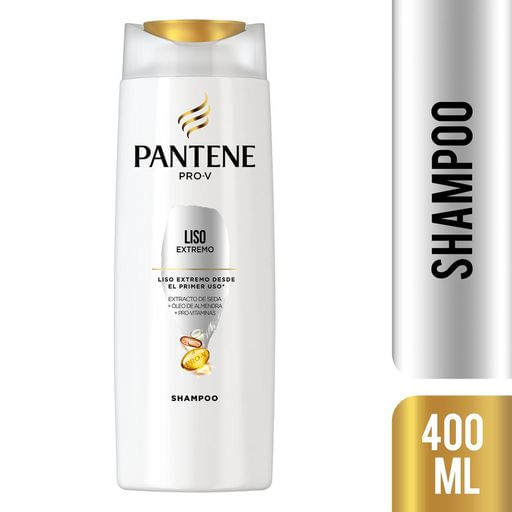 PANTENE
PRO-V
LISO
EXTREMO
LISO EXTREMO DESDE
EL PRIMER USO*
EXTRACTO DE SEDA
+ ÓLEO DE ALMENDRA
+ PRO-VITAMINAS
PRO-V
SHAMPOO
SHAMPOO
400
ML